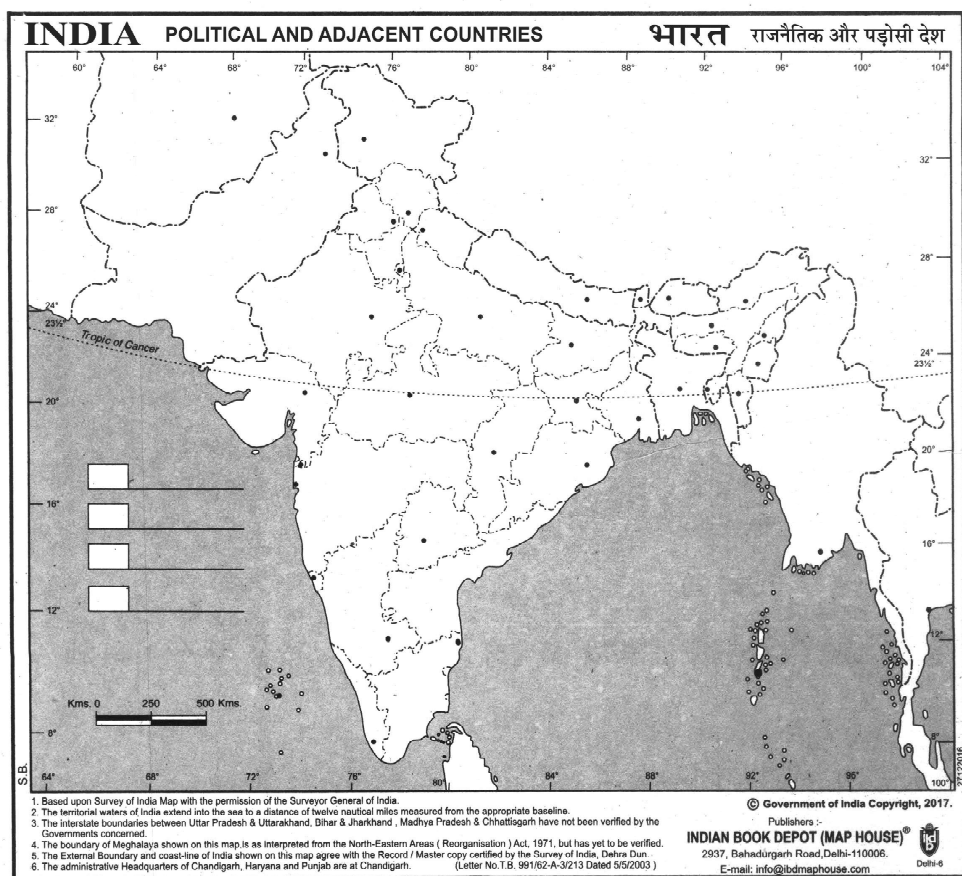 INDIA POLITICAL AND ADJACENT COUNTRIES भारत राजनैतिक और पड़ोसी देश
60° 64° 68° 72° 76° 80° 84° 88° 92° 96° 100° 104°
32° 32°
28° 28°
24° 24°
23½° 23½°
Tropic of Cancer
20° 20°
16° 16°
12° 12°
Kms. 0 250 500 Kms.
8° 8°
64° 68° 72° 76° 80° 84° 88° 92° 96° 100°
S.B.
27122016
1. Based upon Survey of India Map with the permission of the Surveyor General of India.
2. The territorial waters of India extend into the sea to a distance of twelve nautical miles measured from the appropriate baseline.
3. The interstate boundaries between Uttar Pradesh & Uttarakhand, Bihar & Jharkhand , Madhya Pradesh & Chhattisgarh have not been verified by the
Governments concerned.
4. The boundary of Meghalaya shown on this map,is as interpreted from the North-Eastern Areas ( Reorganisation ) Act, 1971, but has yet to be verified.
5. The External Boundary and coast-line of India shown on this map agree with the Record / Master copy certified by the Survey of India, Dehra Dun.
6. The administrative Headquarters of Chandigarh, Haryana and Punjab are at Chandigarh. (Letter No.T.B. 991/62-A-3/213 Dated 5/5/2003 )
© Government of India Copyright, 2017.
Publishers :-
INDIAN BOOK DEPOT (MAP HOUSE)®
2937, Bahadurgarh Road,Delhi-110006.
E-mail: info@ibdmaphouse.com
ibd
Delhi-6